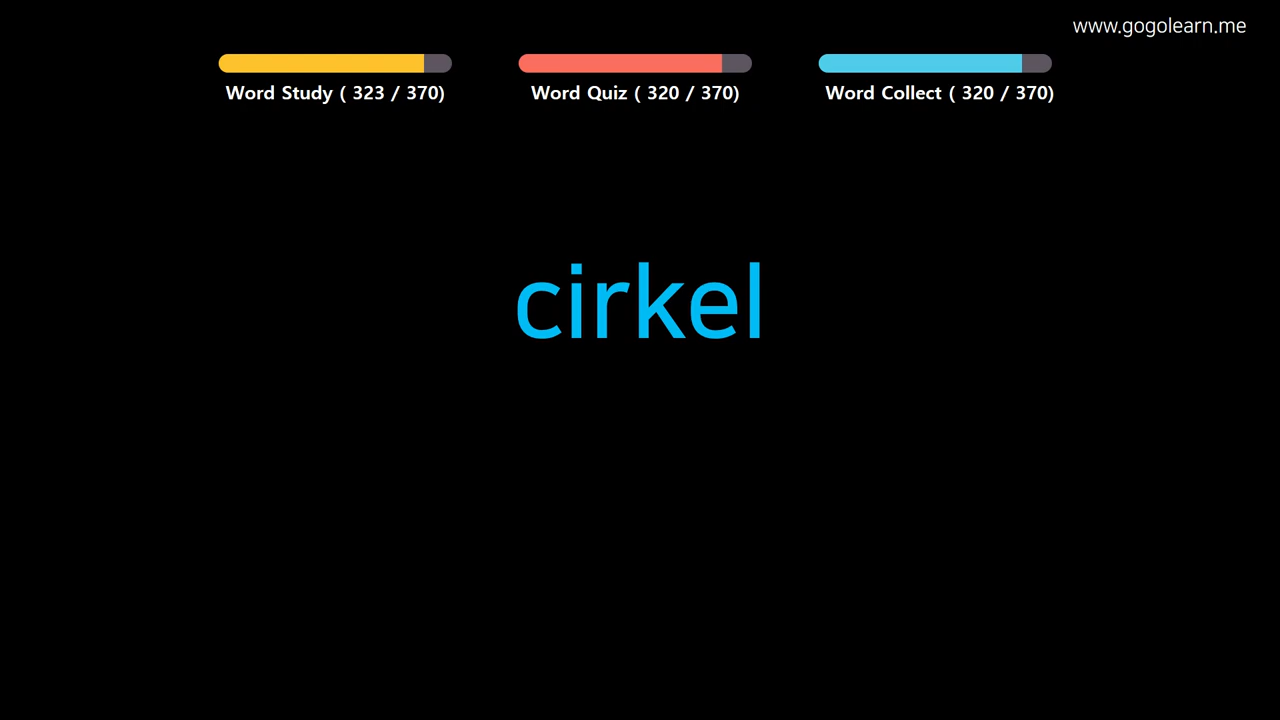 www.gogolearn.me
Word Study ( 323 / 370)
Word Quiz ( 320 / 370)
Word Collect ( 320 / 370)
cirkel